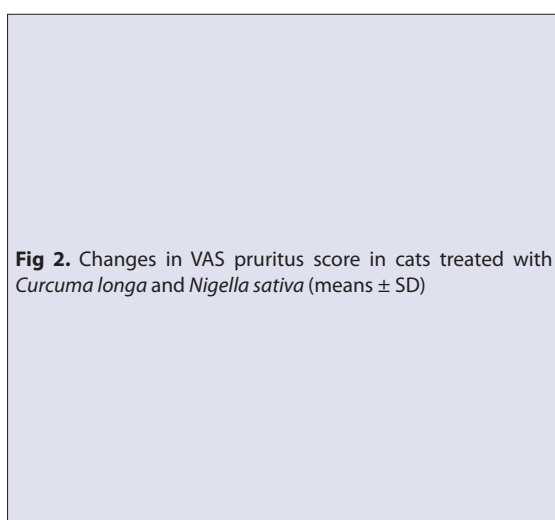 Fig 2. Changes in VAS pruritus score in cats treated with
Curcuma longa and Nigella sativa (means ± SD)